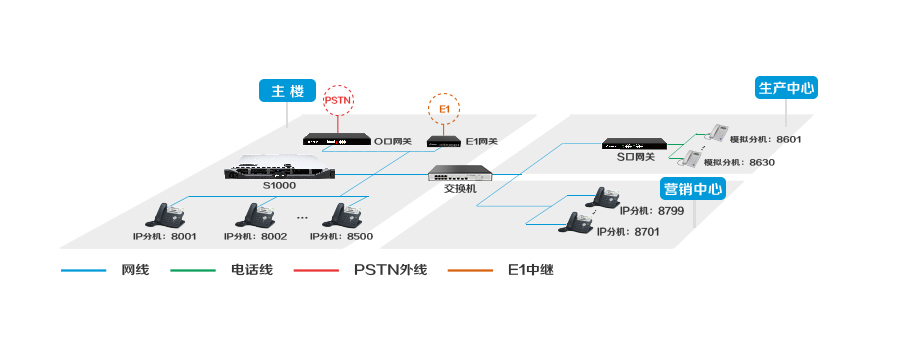 主 楼
生产中心
PSTN
E1
O口网关
E1网关
S口网关
模拟分机：8601
模拟分机：8630
S1000
交换机
营销中心
IP分机：8799
IP分机：8701
...
IP分机：8001
IP分机：8002
IP分机：8500
网线
电话线
PSTN外线
E1中继